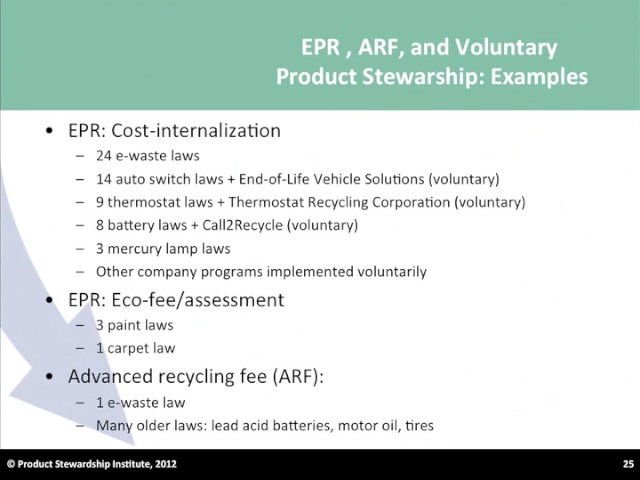 EPR , ARF, and Voluntary
Product Stewarship: Examples
• EPR: Cost-internalization
– 24 e-waste laws
– 14 auto switch laws + End-of-Life Vehicle Solutions (voluntary)
– 9 thermostat laws + Thermostat Recycling Corporation (voluntary)
– 8 battery laws + Call2Recycle (voluntary)
– 3 mercury lamp laws
– Other company programs implemented voluntarily
• EPR: Eco-fee/assessment
– 3 paint laws
– 1 carpet law
• Advanced recycling fee (ARF):
– 1 e-waste law
– Many older laws: lead acid batteries, motor oil, tires
© Product Stewardship Institute, 2012
25